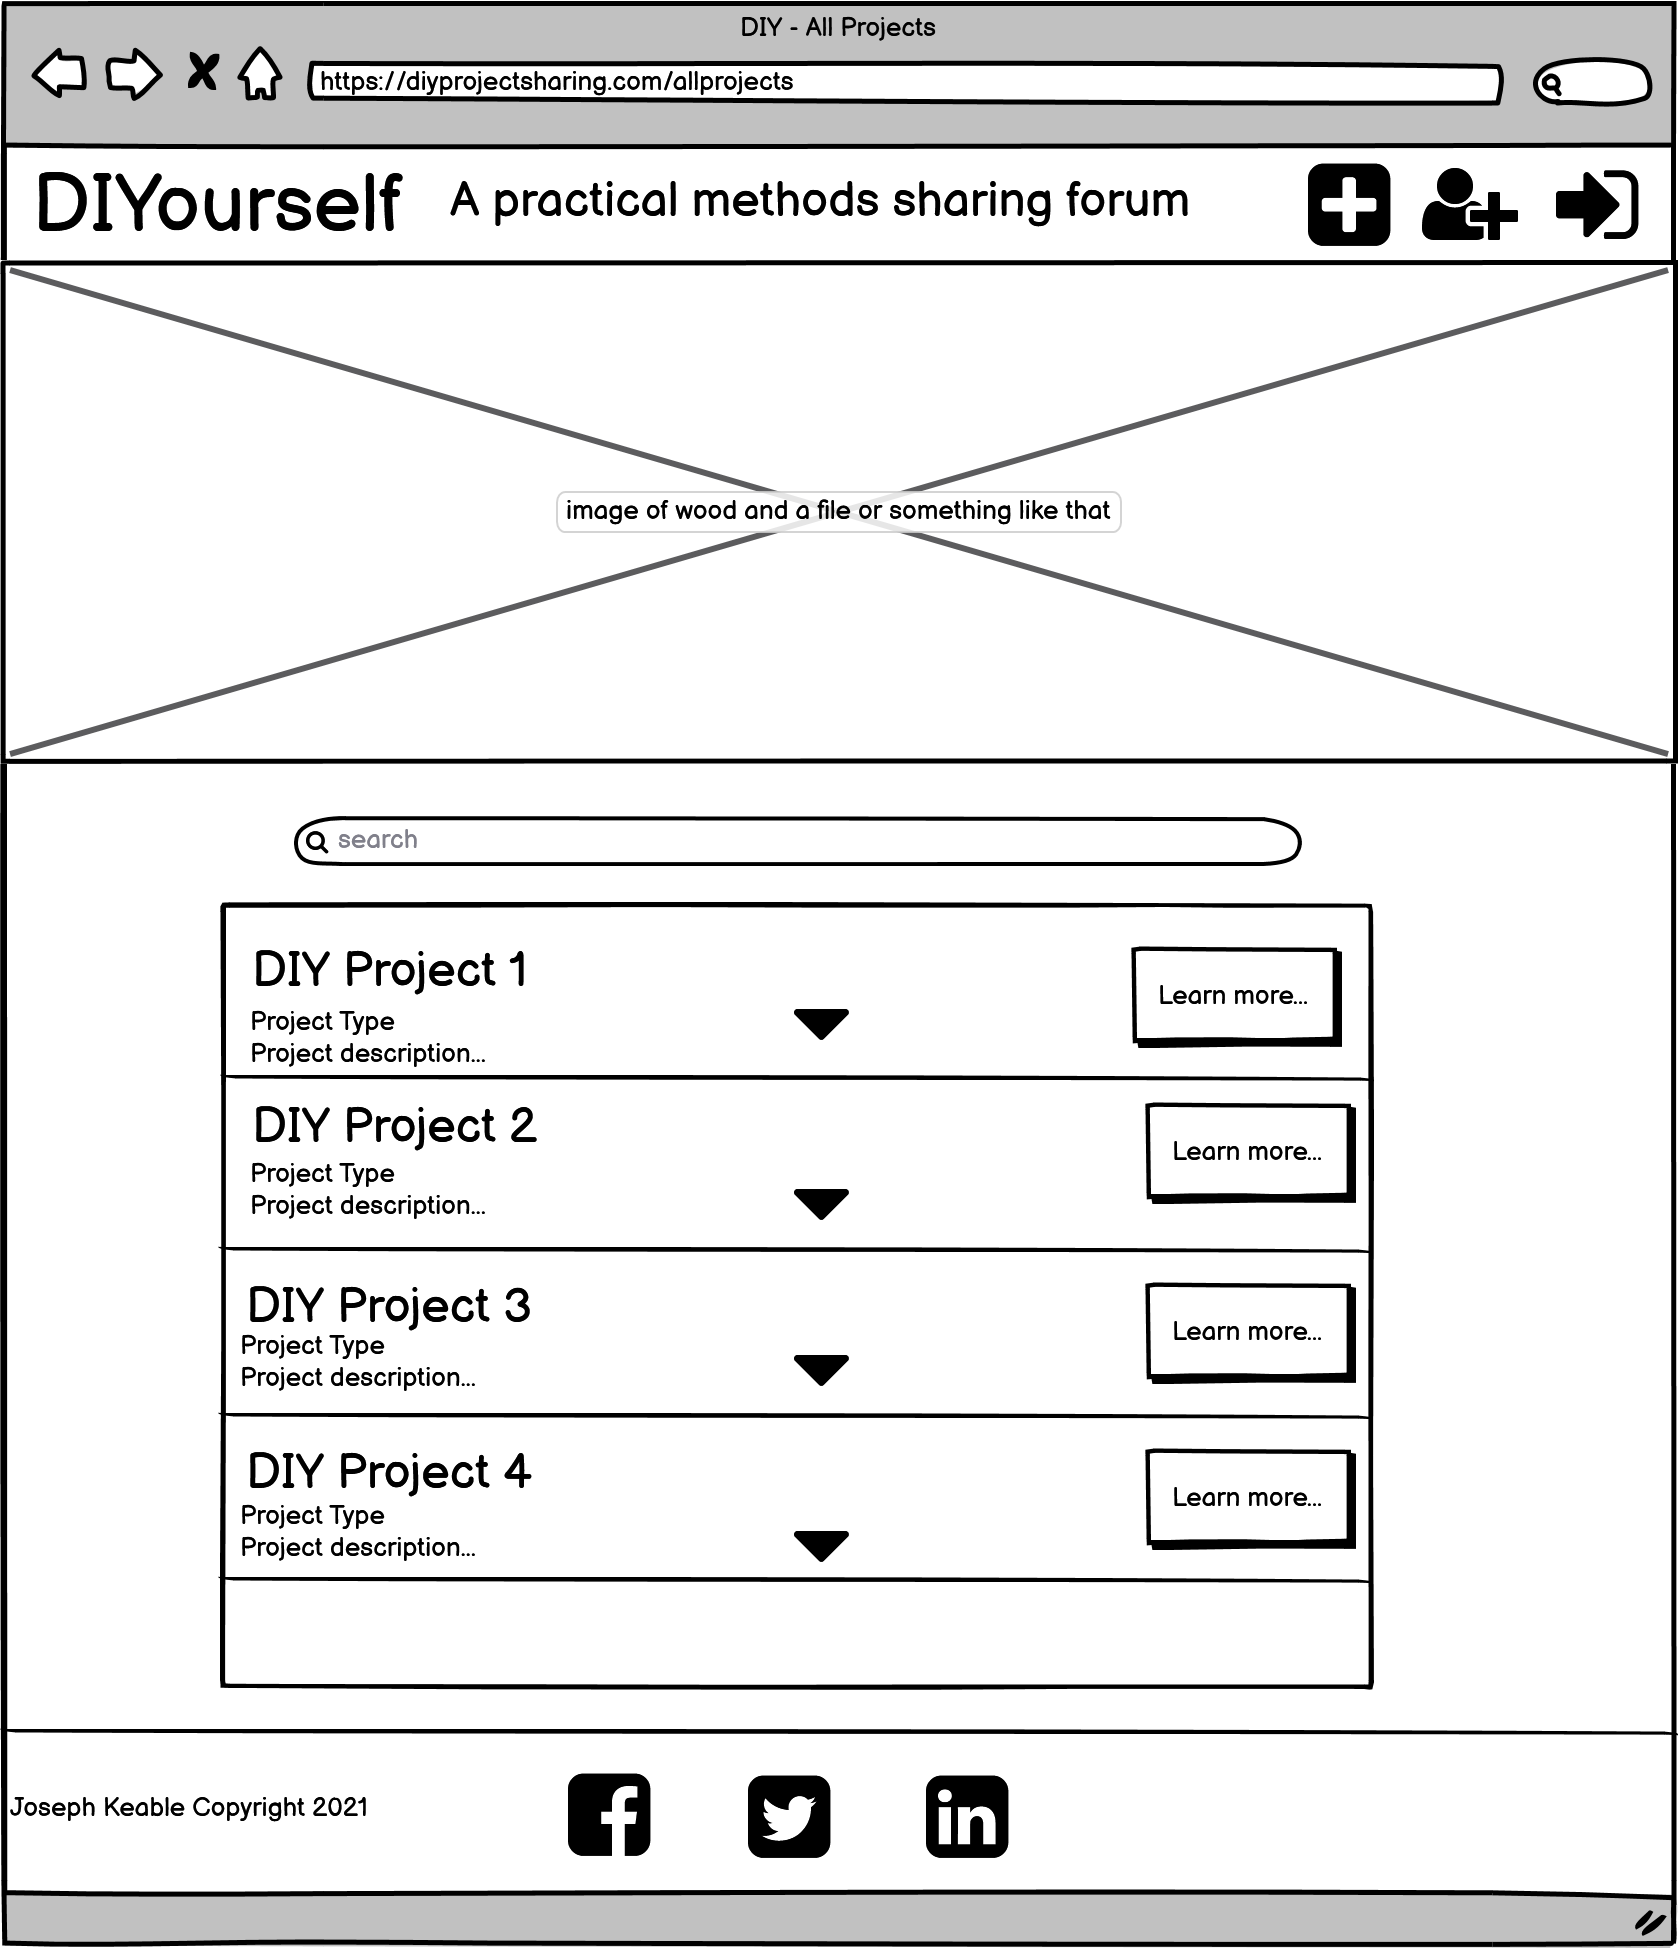 DIY - All Projects
https://diyprojectsharing.com/allprojects
DIYourself
A practical methods sharing forum
image of wood and a file or something like that
search
DIY Project 1
Project Type
Project description...
Learn more...
DIY Project 2
Project Type
Project description...
Learn more...
DIY Project 3
Project Type
Project description...
Learn more...
DIY Project 4
Project Type
Project description...
Learn more...
Joseph Keable Copyright 2021